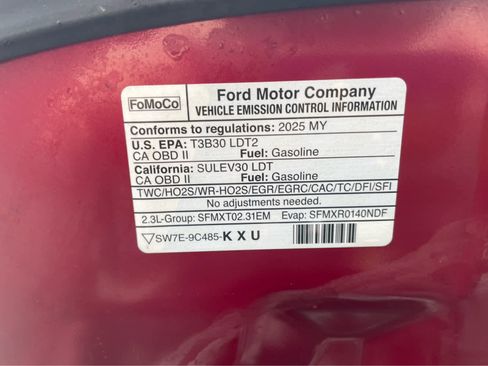 FoMoCo
Ford Motor Company
VEHICLE EMISSION CONTROL INFORMATION
Conforms to regulations: 2025 MY
U.S. EPA: T3B30 LDT2
CA OBD II Fuel: Gasoline
California: SULEV30 LDT
CA OBD II Fuel: Gasoline
TWC/HO2S/WR-HO2S/EGR/EGRC/CAC/TC/DFI/SFI
No adjustments needed.
2.3L-Group: SFMXT02.31EM Evap: SFMXR0140NDF
SW7E-9C485-KXU